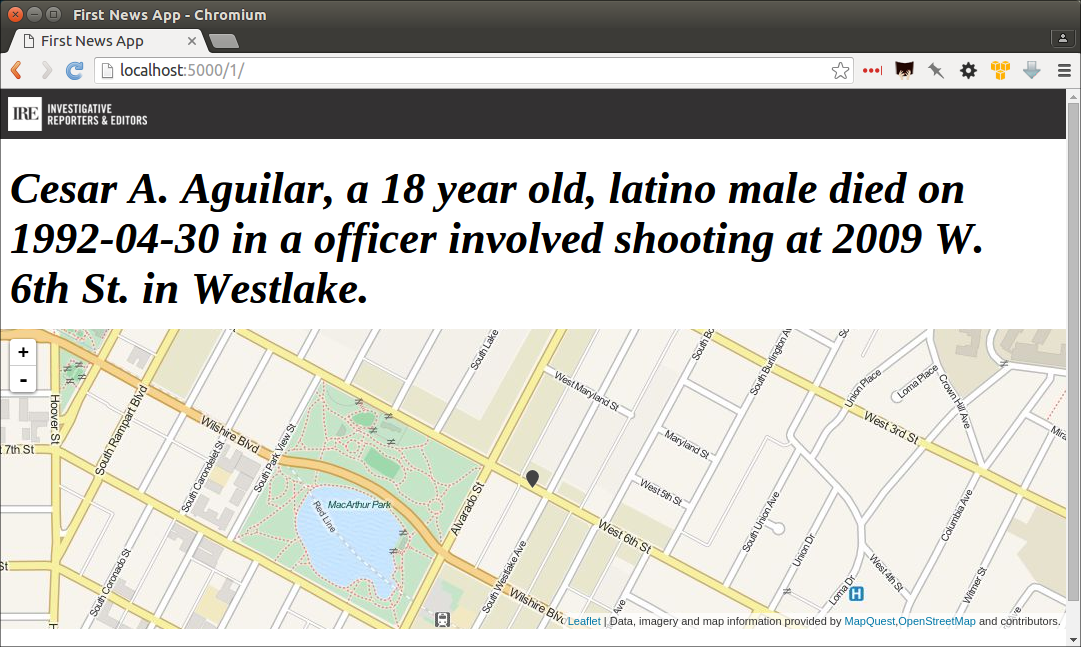 First News App - Chromium
First News App
localhost:5000/1/
IRE INVESTIGATIVE
REPORTERS & EDITORS
Cesar A. Aguilar, a 18 year old, latino male died on
1992-04-30 in a officer involved shooting at 2009 W.
6th St. in Westlake.
+
-
South Lake
South Bo
South Burlington A
So
West Maryland St
Union Place
Loma Place
Crown Hill Ave
Hoover St
South Rampart Blvd
Wilshire Blvd
South Park View St
West 3rd St
Mira
7th St
South Carondelet St
Maryland St
West 5th St
MacArthur Park
Red Line
Alvarado St
West 6th St
South Union Ave
Union Dr
Columbia Ave
South Coronado St
South Westlake Ave
Wilshire Blv
Loma Dr
West 4th St
Witmer St
St
H
Ave
Leaflet | Data, imagery and map information provided by MapQuest,OpenStreetMap and contributors.